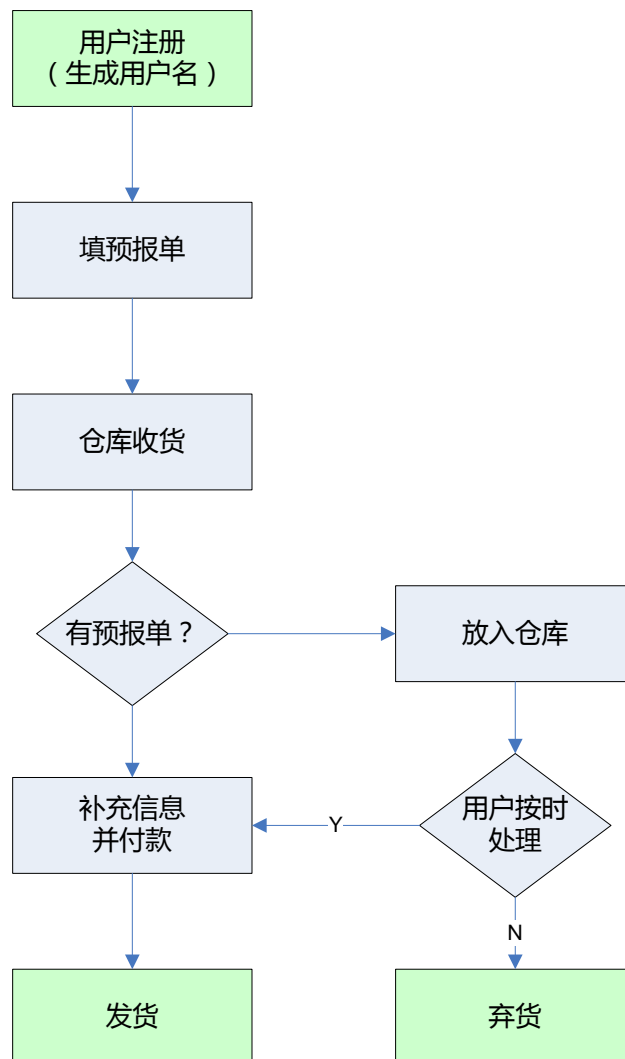 用户注册
（生成用户名）
填预报单
仓库收货
有预报单？
放入仓库
补充信息
并付款
Y
用户按时
处理
N
发货
弃货